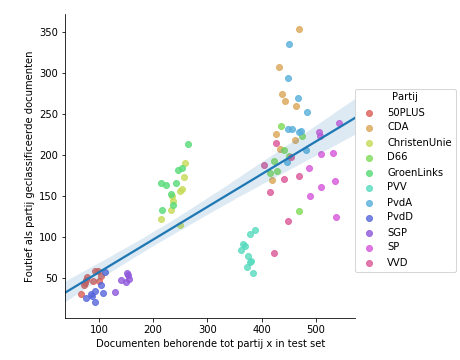 350
300
250
200
150
100
50
Foutief als partij geclassificeerde documenten
100
200
300
400
500
Documenten behorende tot partij x in test set
Partij
50PLUS
CDA
ChristenUnie
D66
GroenLinks
PVV
PvdA
PvdD
SGP
SP
VVD